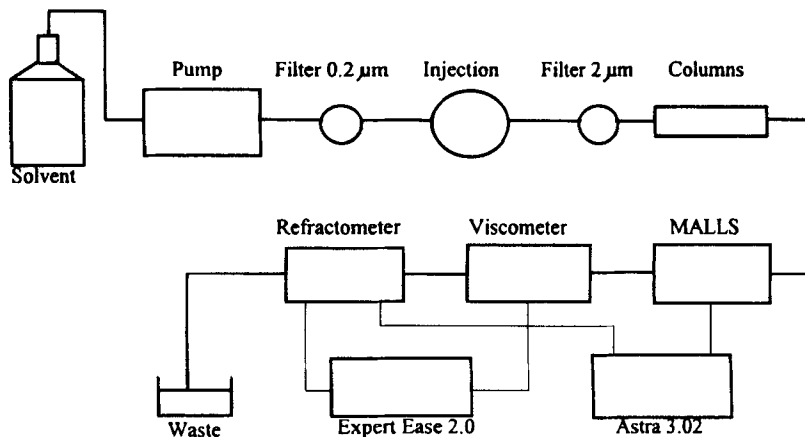 Pump
Filter 0.2 µm
Injection
Filter 2 µm
Columns
Solvent
Refractometer
Viscometer
MALLS
Waste
Expert Ease 2.0
Astra 3.02